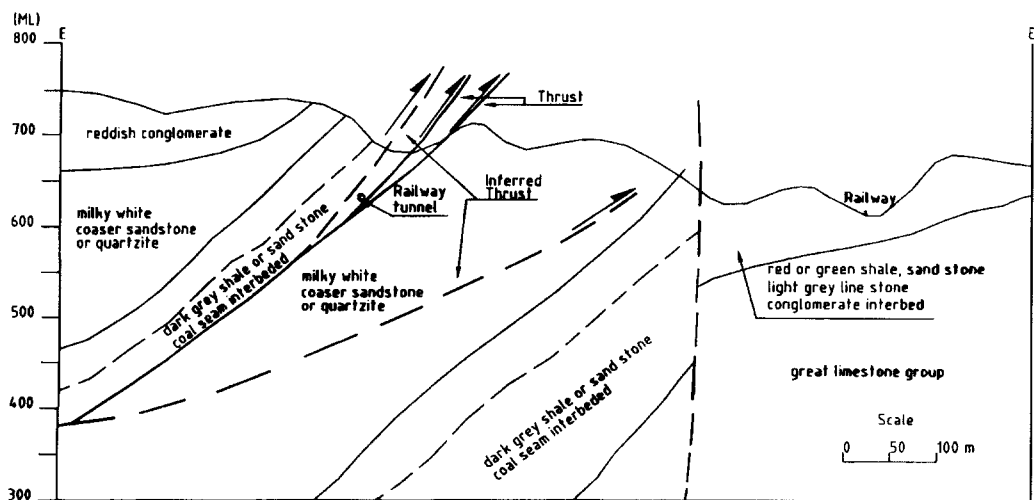 (ML)
E
E
800
700
600
500
400
300
reddish conglomerate
milky white
coaser sandstone
or quartzite
dark grey shale or sand stone
coal seam interbeded
Thrust
Inferred
Thrust
Railway
tunnel
milky white
coaser sandstone
or quartzite
dark grey shale or sand stone
coal seam interbeded
Railway
red or green shale, sand stone
light grey line stone
conglomerate interbed
great limestone group
Scale
0 50 100 m